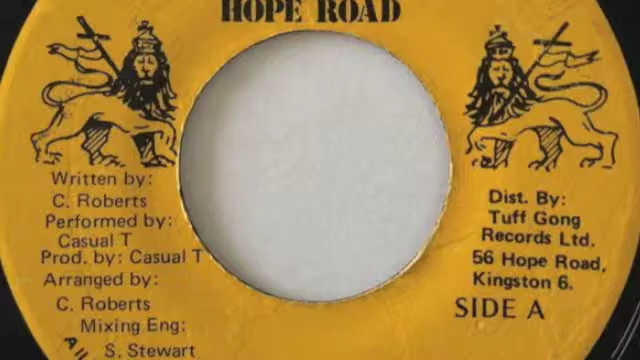 HOPE ROAD
Written by:
C. Roberts
Performed by:
Casual T
Prod. by: Casual T
Arranged by:
C. Roberts
Mixing Eng:
S. Stewart
All
Dist. By:
Tuff Gong
Records Ltd.
56 Hope Road,
Kingston 6.
SIDE A